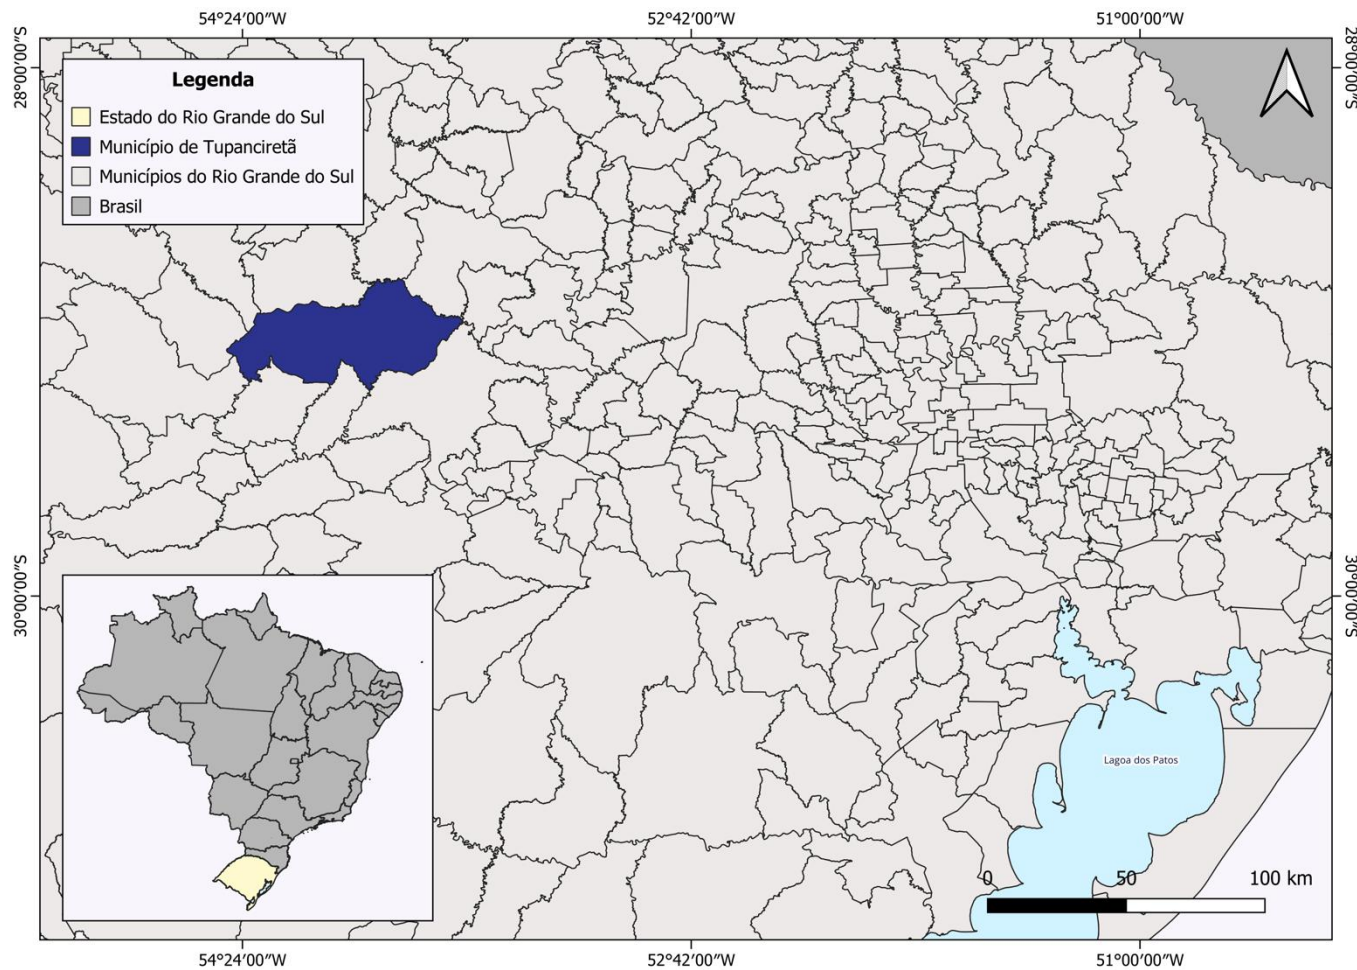 54°24′00″W
52°42′00″W
51°00′00″W
28°00′00″S
28°00′00″S
Legenda
Estado do Rio Grande do Sul
Município de Tupanciretã
Municípios do Rio Grande do Sul
Brasil
30°00′00″S
30°00′00″S
Lagoa dos Patos
0
50
100 km
54°24′00″W
52°42′00″W
51°00′00″W